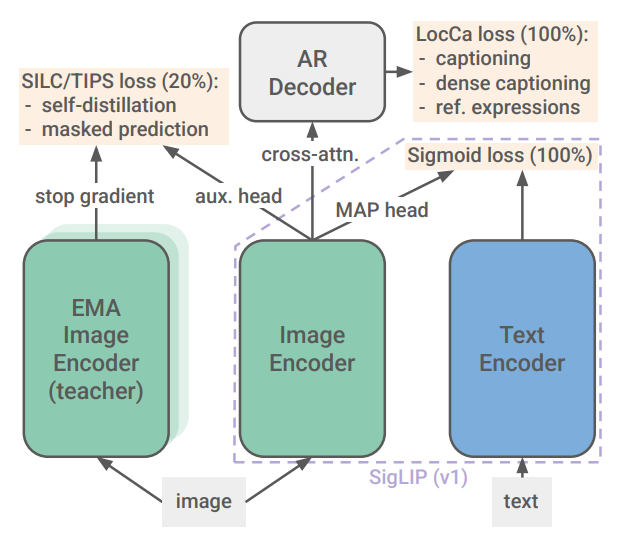 AR
Decoder
LocCa loss (100%):
- captioning
- dense captioning
- ref. expressions
SILC/TIPS loss (20%):
- self-distillation
- masked prediction
cross-attn.
Sigmoid loss (100%)
stop gradient
aux. head
MAP head
EMA
Image
Encoder
(teacher)
Image
Encoder
Text
Encoder
SigLIP (v1)
image
text